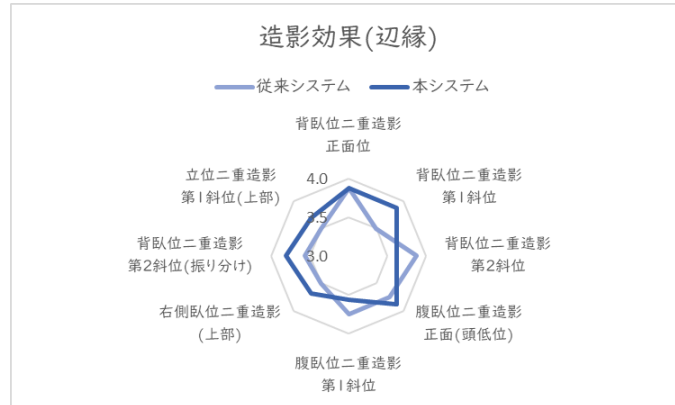 造影効果(辺縁)
従来システム 本システム
背臥位二重造影
正面位
背臥位二重造影
第1斜位
背臥位二重造影
第2斜位
腹臥位二重造影
正面(頭低位)
腹臥位二重造影
第1斜位
右側臥位二重造影
(上部)
背臥位二重造影
第2斜位(振り分け)
立位二重造影
第1斜位(上部)
4.0
3.5
3.0